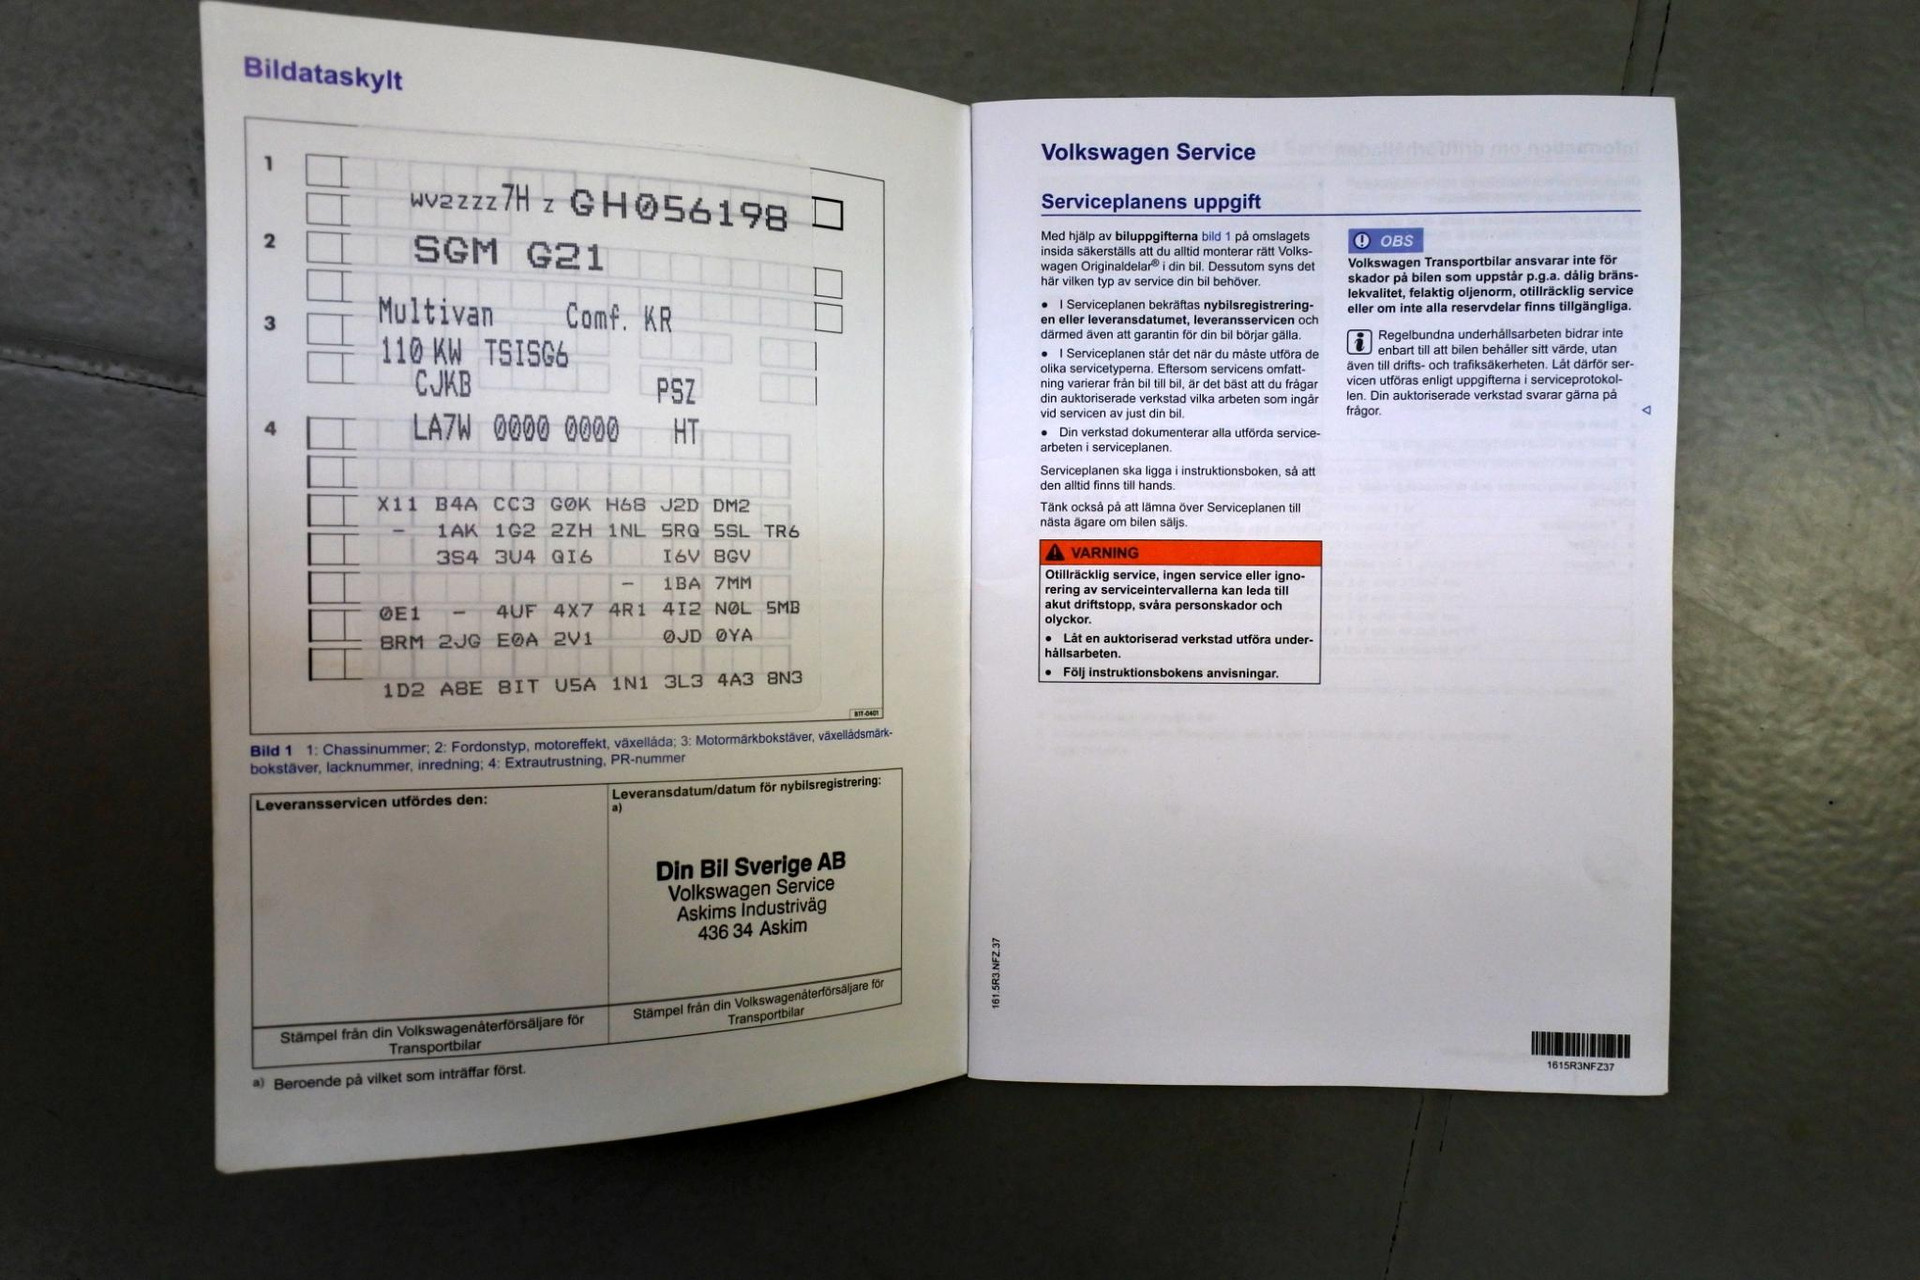 Bildataskylt
1
WV2ZZZ7H Z GH056198
2
SGM G21
3
Multivan Comf. KR
110 KW TSISG6
CJKB PSZ
4
LA7W 0000 0000 HT
X11 B4A CC3 G0K H6B J2D DM2
- 1AK 1G2 2ZH 1NL 5RQ 5SL TR6
3S4 3U4 QI6 I6V 8GV
- 1BA 7MM
0E1 - 4UF 4X7 4R1 4I2 N0L 5MB
8RM 2JG E0A 2V1 0JD 0YA
1D2 A8E 8IT U5A 1N1 3L3 4A3 8N3
B1T-0401
Bild 1 1: Chassinummer; 2: Fordonstyp, motoreffekt, växellåda; 3: Motormärkbokstäver, växellådsmärk-
bokstäver, lacknummer, inredning; 4: Extrautrustning, PR-nummer
Leveransservicen utfördes den:
Leveransdatum/datum för nybilsregistrering:
a)
Din Bil Sverige AB
Volkswagen Service
Askims Industriväg
436 34 Askim
Stämpel från din Volkswagenåterförsäljare för
Transportbilar
Stämpel från din Volkswagenåterförsäljare för
Transportbilar
a) Beroende på vilket som inträffar först.
Volkswagen Service
Serviceplanens uppgift
Med hjälp av biluppgifterna bild 1 på omslagets
insida säkerställs att du alltid monterar rätt Volks-
wagen Originaldelar® i din bil. Dessutom syns det
här vilken typ av service din bil behöver.
• I Serviceplanen bekräftas nybilsregistrering-
en eller leveransdatumet, leveransservicen och
därmed även att garantin för din bil börjar gälla.
• I Serviceplanen står det när du måste utföra de
olika servicetyperna. Eftersom servicens omfatt-
ning varierar från bil till bil, är det bäst att du frågar
din auktoriserade verkstad vilka arbeten som ingår
vid servicen av just din bil.
• Din verkstad dokumenterar alla utförda service-
arbeten i serviceplanen.
Serviceplanen ska ligga i instruktionsboken, så att
den alltid finns till hands.
Tänk också på att lämna över Serviceplanen till
nästa ägare om bilen säljs.
VARNING
Otillräcklig service, ingen service eller igno-
rering av serviceintervallerna kan leda till
akut driftstopp, svåra personskador och
olyckor.
• Låt en auktoriserad verkstad utföra under-
hållsarbeten.
• Följ instruktionsbokens anvisningar.
OBS
Volkswagen Transportbilar ansvarar inte för
skador på bilen som uppstår p.g.a. dålig bräns-
lekvalitet, felaktig oljenorm, otillräcklig service
eller om inte alla reservdelar finns tillgängliga.
Regelbundna underhållsarbeten bidrar inte
enbart till att bilen behåller sitt värde, utan
även till drifts- och trafiksäkerheten. Låt därför ser-
vicen utföras enligt uppgifterna i serviceprotokol-
len. Din auktoriserade verkstad svarar gärna på
frågor.
161.5R3.NFZ.37
1615R3NFZ37